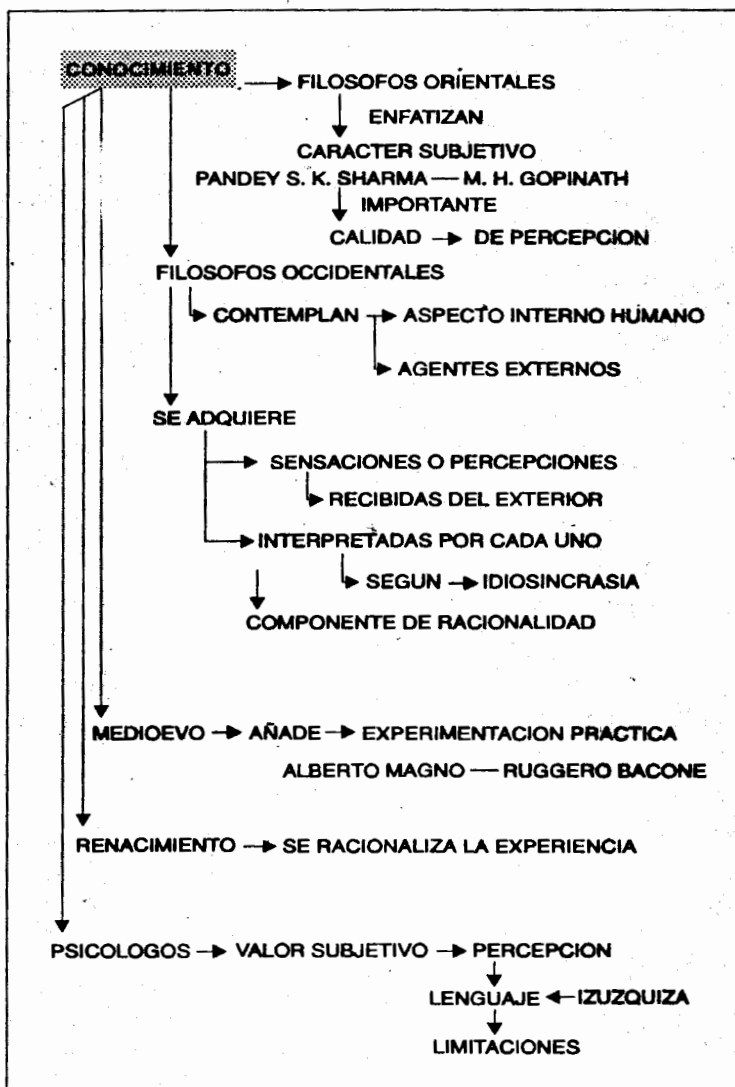 CONOCIMIENTO
FILOSOFOS ORIENTALES
ENFATIZAN
CARACTER SUBJETIVO
PANDEY S. K. SHARMA — M. H. GOPINATH
IMPORTANTE
CALIDAD → DE PERCEPCION
FILOSOFOS OCCIDENTALES
CONTEMPLAN → ASPECTO INTERNO HUMANO
AGENTES EXTERNOS
SE ADQUIERE
SENSACIONES O PERCEPCIONES
RECIBIDAS DEL EXTERIOR
INTERPRETADAS POR CADA UNO
SEGUN → IDIOSINCRASIA
COMPONENTE DE RACIONALIDAD
MEDIOEVO → AÑADE → EXPERIMENTACION PRACTICA
ALBERTO MAGNO — RUGGERO BACONE
RENACIMIENTO → SE RACIONALIZA LA EXPERIENCIA
PSICOLOGOS → VALOR SUBJETIVO → PERCEPCION
LENGUAJE ← IZUZQUIZA
LIMITACIONES